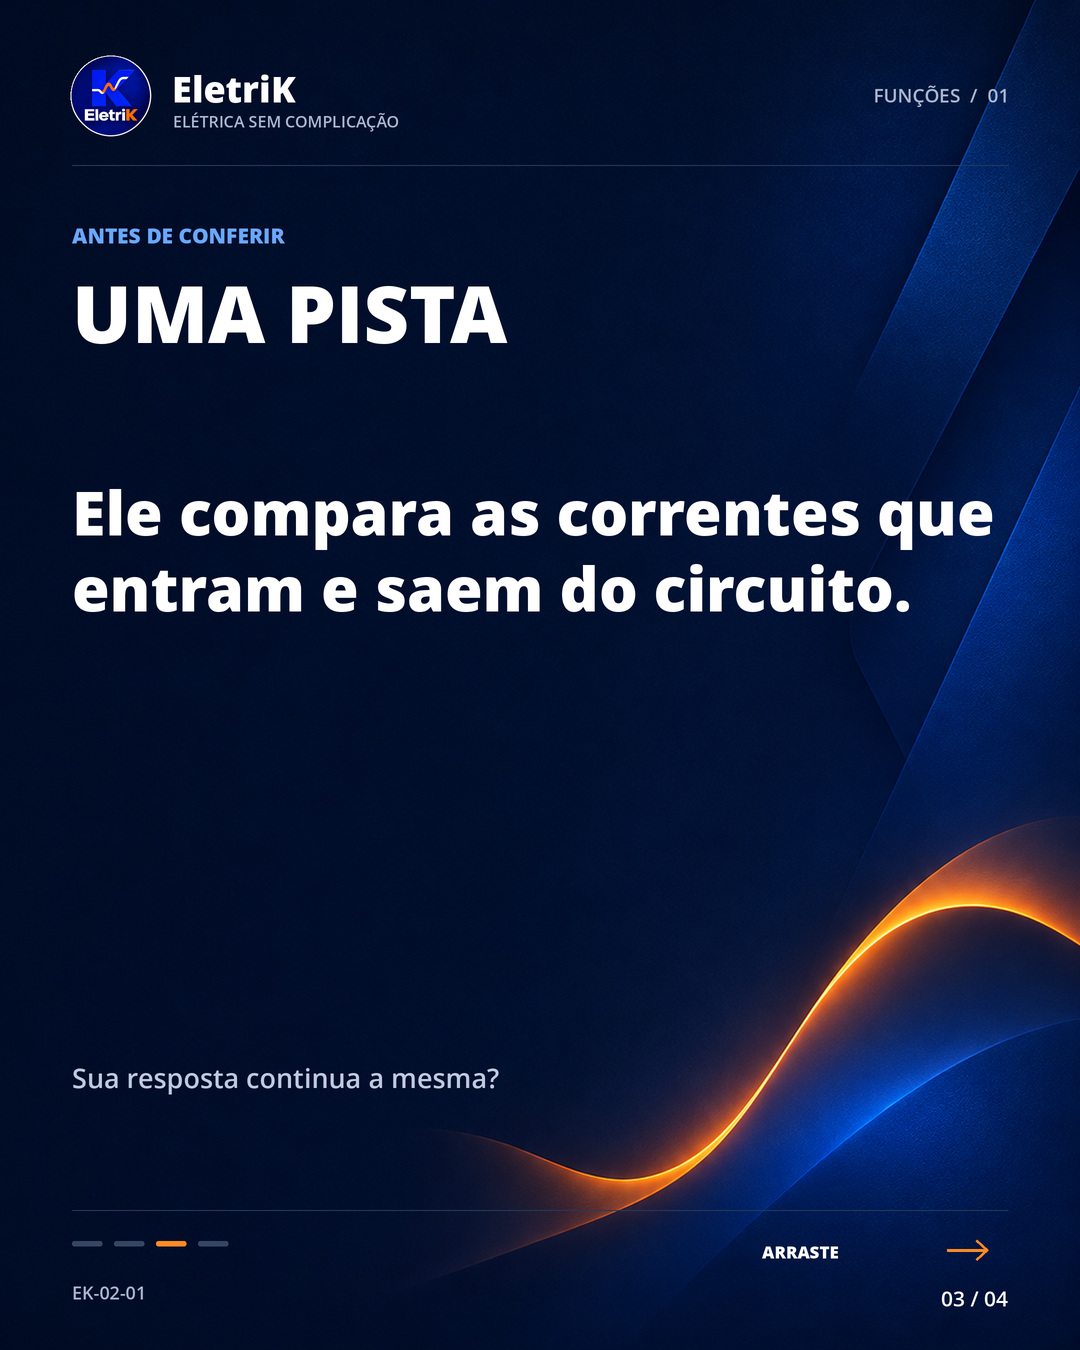 K
EletriK
EletriK
ELÉTRICA SEM COMPLICAÇÃO
FUNÇÕES / 01
ANTES DE CONFERIR
UMA PISTA
Ele compara as correntes que
entram e saem do circuito.
Sua resposta continua a mesma?
ARRASTE
EK-02-01
03 / 04